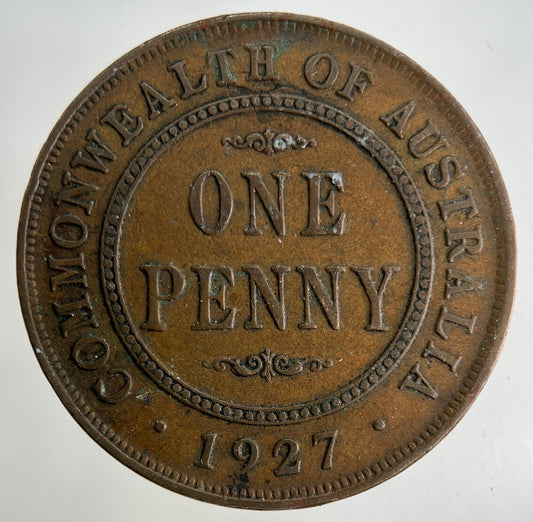 COMMONWEALTH OF AUSTRALIA
ONE
PENNY
· 1927 ·